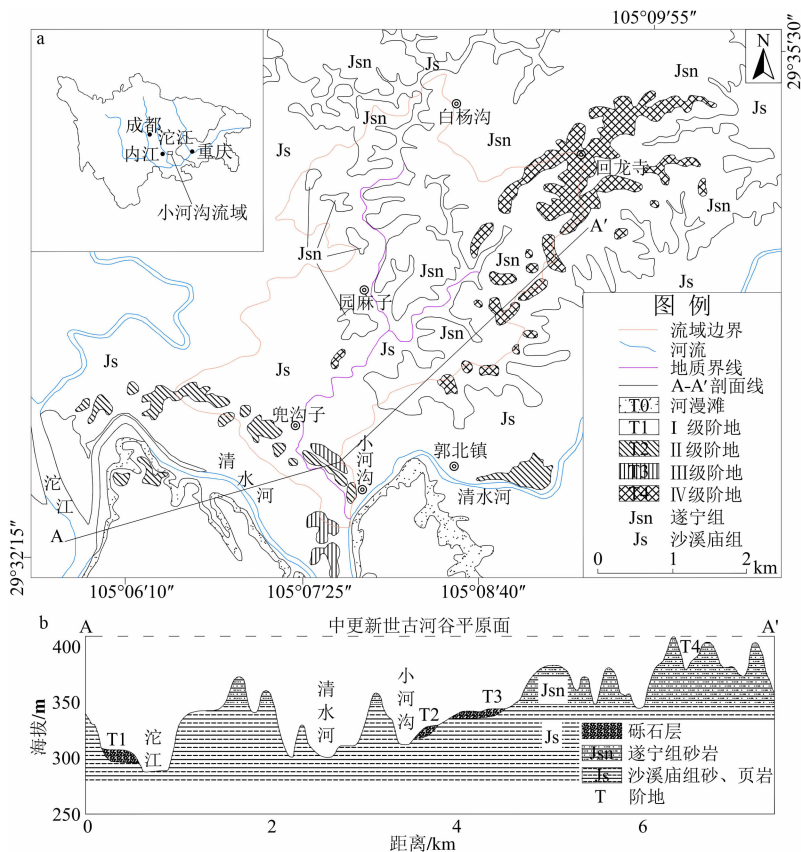 105°09′55″
29°35′30″
a
成都
沱江
内江
重庆
小河沟流域
Jsn
Js
Jsn
Jsn
N
白杨沟
Jsn
Js
Js
回龙寺
Jsn
A′
Jsn
Jsn
Jsn
Js
园麻子
Jsn
Js
Js
Js
Js
兜沟子
小河沟
郭北镇
清水河
清水河
沱江
A
29°32′15″
105°06′10″
105°07′25″
105°08′40″
图 例
流域边界
河流
地质界线
A-A′剖面线
T0 河漫滩
T1 Ⅰ级阶地
T2 Ⅱ级阶地
T3 Ⅲ级阶地
T4 Ⅳ级阶地
Jsn 遂宁组
Js 沙溪庙组
0 1 2
km
b
A
中更新世古河谷平原面
A'
400
350
300
250
海拔/m
T1
沱江
清水河
小河沟
T2
T3
Jsn
Js
T4
砾石层
Jsn 遂宁组砂岩
Js 沙溪庙组砂、页岩
T 阶地
0 2 4 6
距离/km